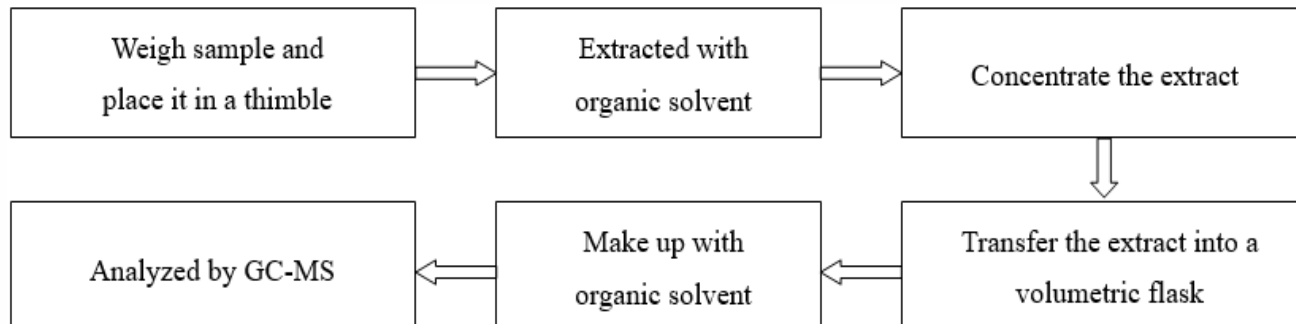 Weigh sample and
place it in a thimble
Extracted with
organic solvent
Concentrate the extract
Transfer the extract into a
volumetric flask
Make up with
organic solvent
Analyzed by GC-MS